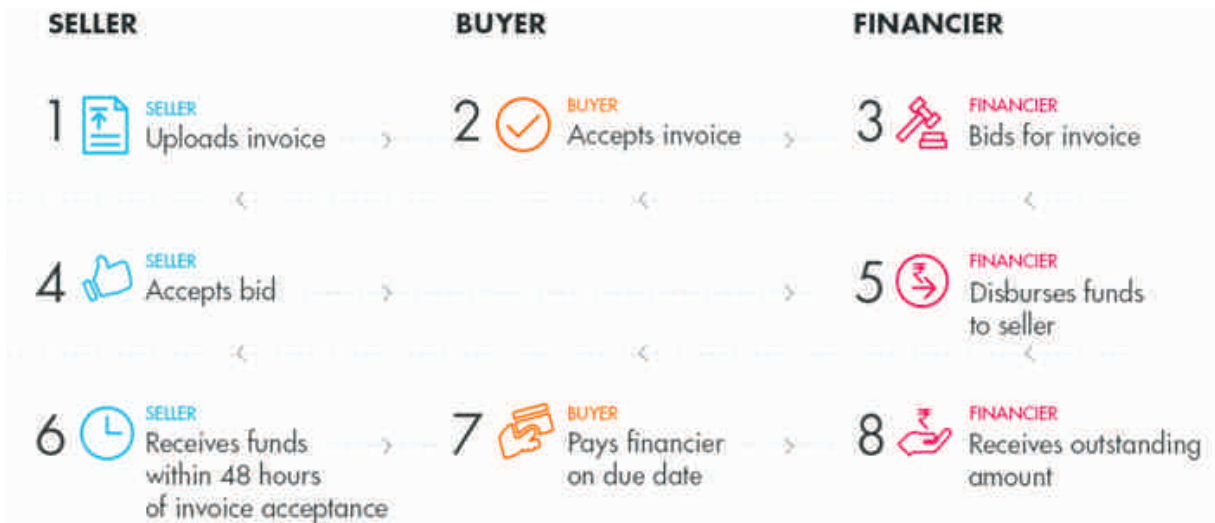 SELLER BUYER FINANCIER
1 SELLER
Uploads invoice
2 BUYER
Accepts invoice
3 FINANCIER
Bids for invoice
4 SELLER
Accepts bid
5 FINANCIER
Disburses funds
to seller
6 SELLER
Receives funds
within 48 hours
of invoice acceptance
7 BUYER
Pays financier
on due date
8 FINANCIER
Receives outstanding
amount